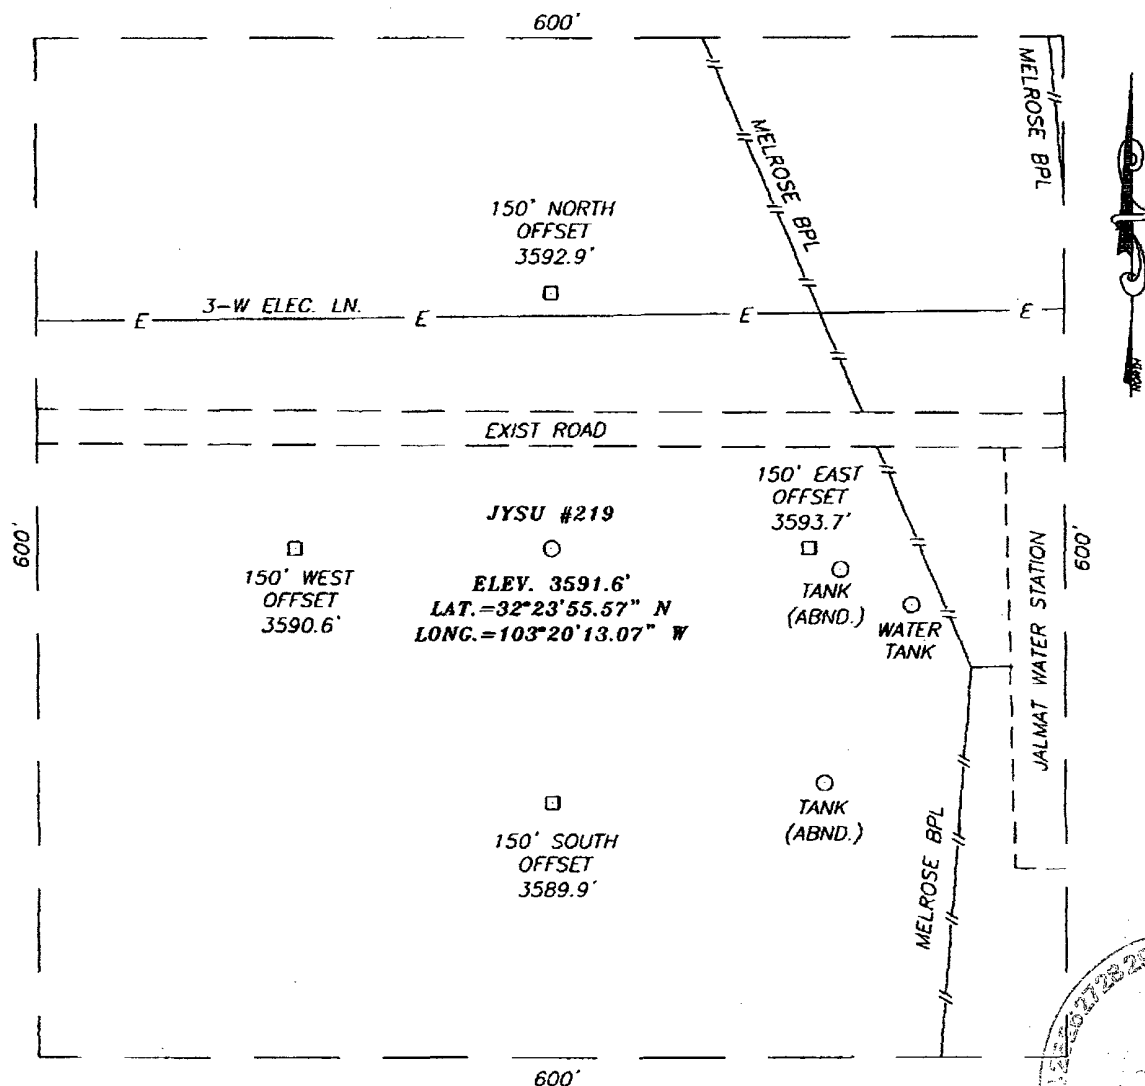 600'
MELROSE BPL
MELROSE BPL
150' NORTH
OFFSET
3592.9'
3-W ELEC. LN.
E
E
E
E
NORTH
EXIST ROAD
150' EAST
OFFSET
3593.7'
JYSU #219
600'
600'
150' WEST
OFFSET
3590.6'
ELEV. 3591.6'
LAT.=32°23'55.57" N
LONG.=103°20'13.07" W
TANK
(ABND.)
WATER
TANK
JALMAT WATER STATION
TANK
(ABND.)
150' SOUTH
OFFSET
3589.9'
MELROSE BPL
600'